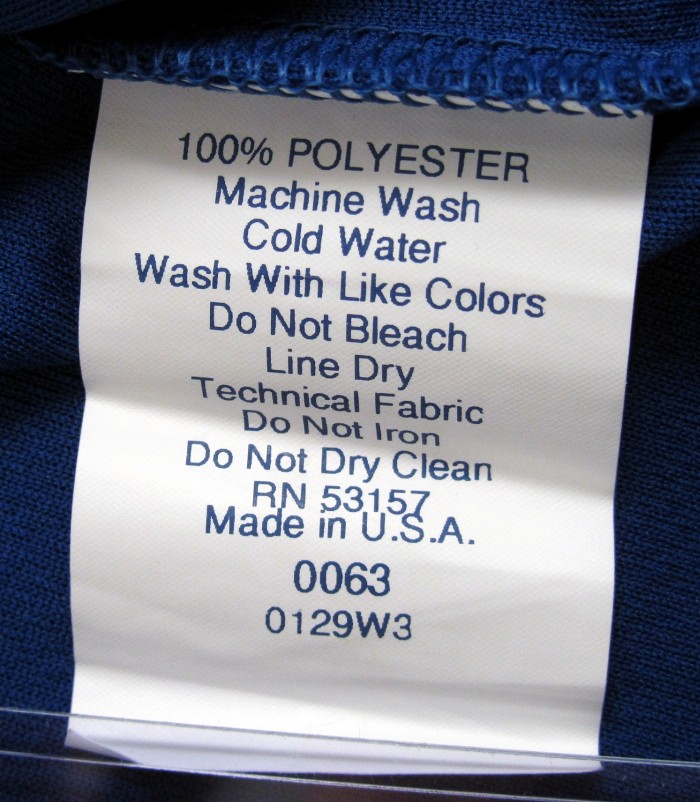 100% POLYESTER
Machine Wash
Cold Water
Wash With Like Colors
Do Not Bleach
Line Dry
Technical Fabric
Do Not Iron
Do Not Dry Clean
RN 53157
Made in U.S.A.
0063
0129W3